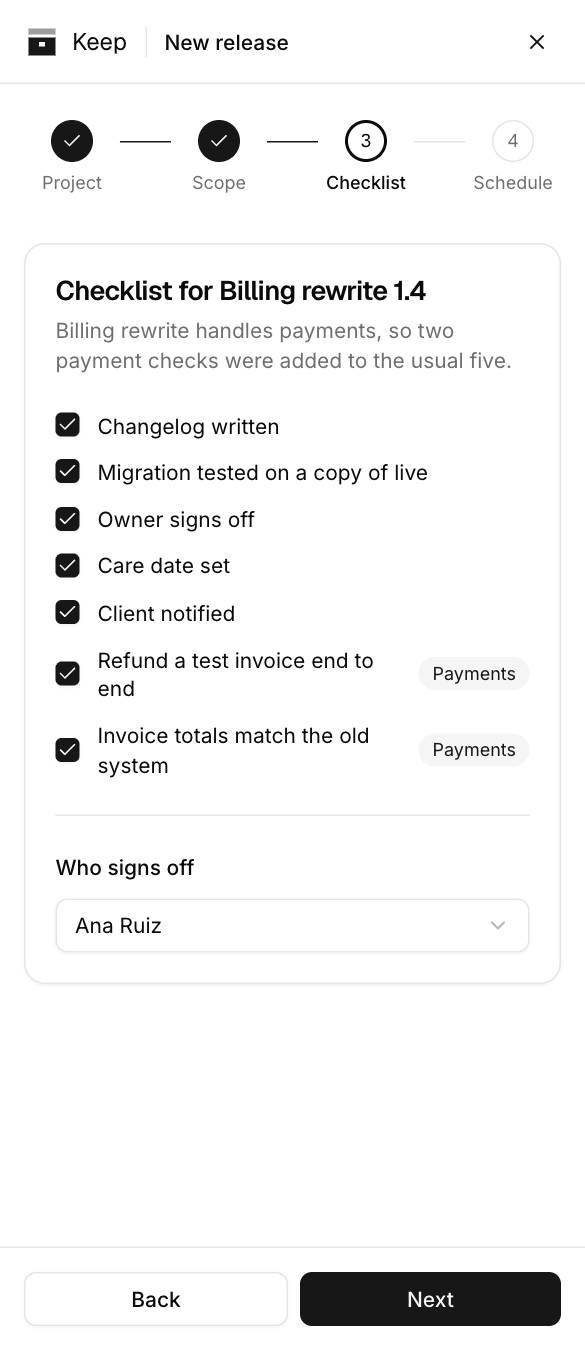 Keep
New release
3
4
Project
Scope
Checklist
Schedule
Checklist for Billing rewrite 1.4
Billing rewrite handles payments, so two
payment checks were added to the usual five.
Changelog written
Migration tested on a copy of live
Owner signs off
Care date set
Client notified
Refund a test invoice end to
end
Payments
Invoice totals match the old
system
Payments
Who signs off
Ana Ruiz
Back
Next